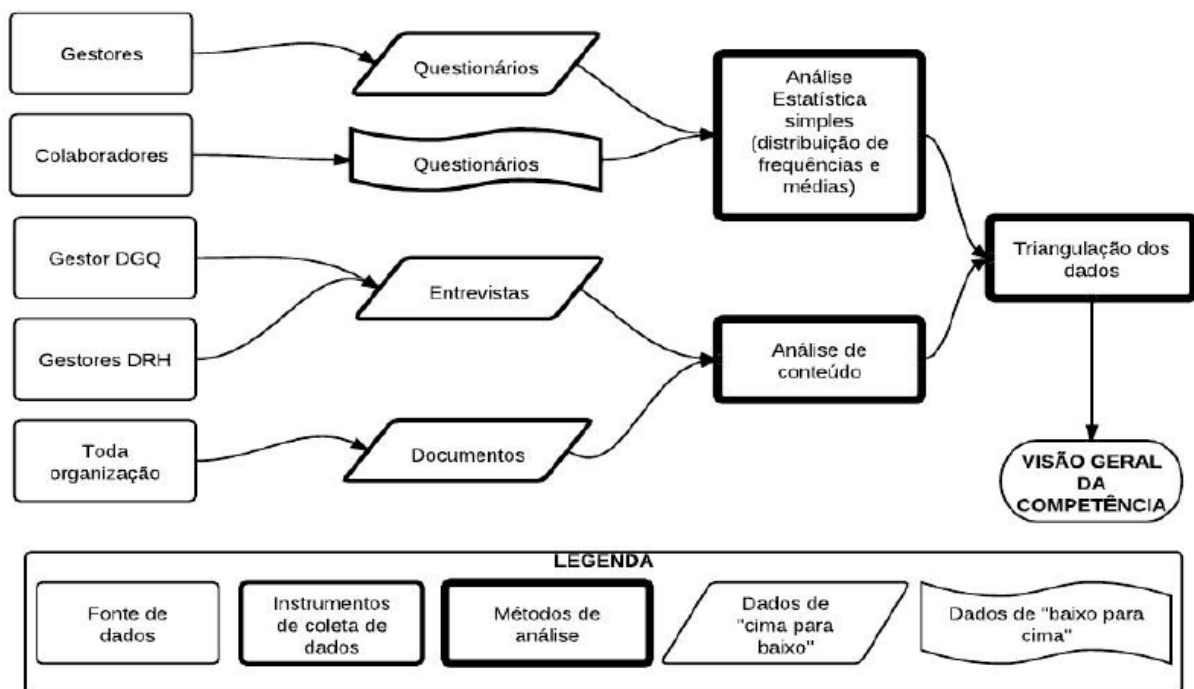 Gestores
Questionários
Análise
Estatística
simples
(distribuição de
frequências e
médias)
Colaboradores
Questionários
Gestor DGQ
Entrevistas
Triangulação dos
dados
Gestores DRH
Análise de
conteúdo
Toda
organização
Documentos
VISÃO GERAL
DA
COMPETÊNCIA
LEGENDA
Fonte de
dados
Instrumentos
de coleta de
dados
Métodos de
análise
Dados de
"cima para
baixo"
Dados de "baixo para
cima"